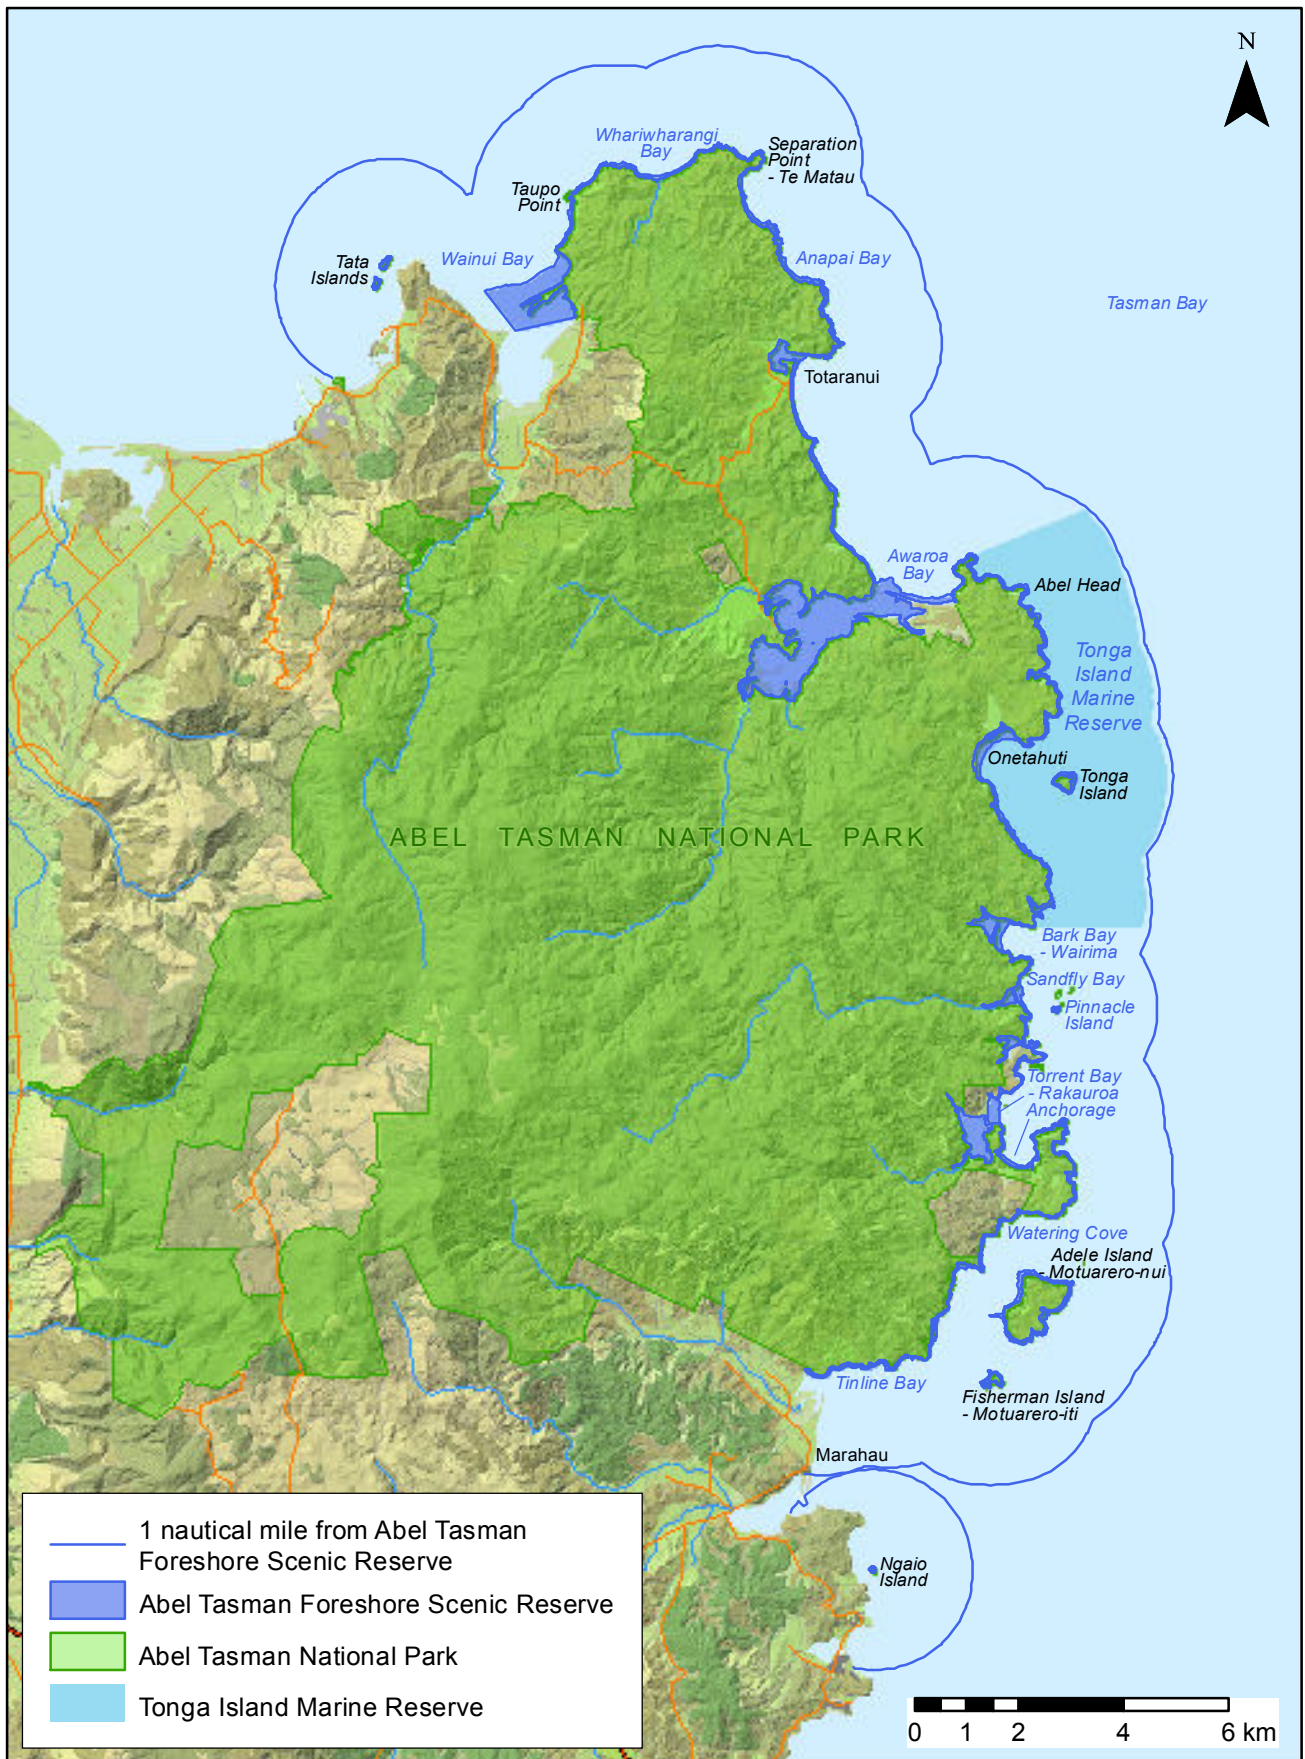 N
Whariwharangi
Bay
Separation
Point
- Te Matau
Taupo
Point
Tata
Islands
Wainui Bay
Anapai Bay
Tasman Bay
Totaranui
Awaroa
Bay
Abel Head
Tonga
Island
Marine
Reserve
Onetahuti
Tonga
Island
ABEL TASMAN NATIONAL PARK
Bark Bay
- Wairima
Sandfly Bay
Pinnacle
Island
Torrent Bay
- Rakauroa
Anchorage
Watering Cove
Adele Island
- Motuarero-nui
Tinline Bay
Fisherman Island
- Motuarero-iti
Marahau
Ngaio
Island
1 nautical mile from Abel Tasman
Foreshore Scenic Reserve
Abel Tasman Foreshore Scenic Reserve
Abel Tasman National Park
Tonga Island Marine Reserve
0 1 2 4 6 km